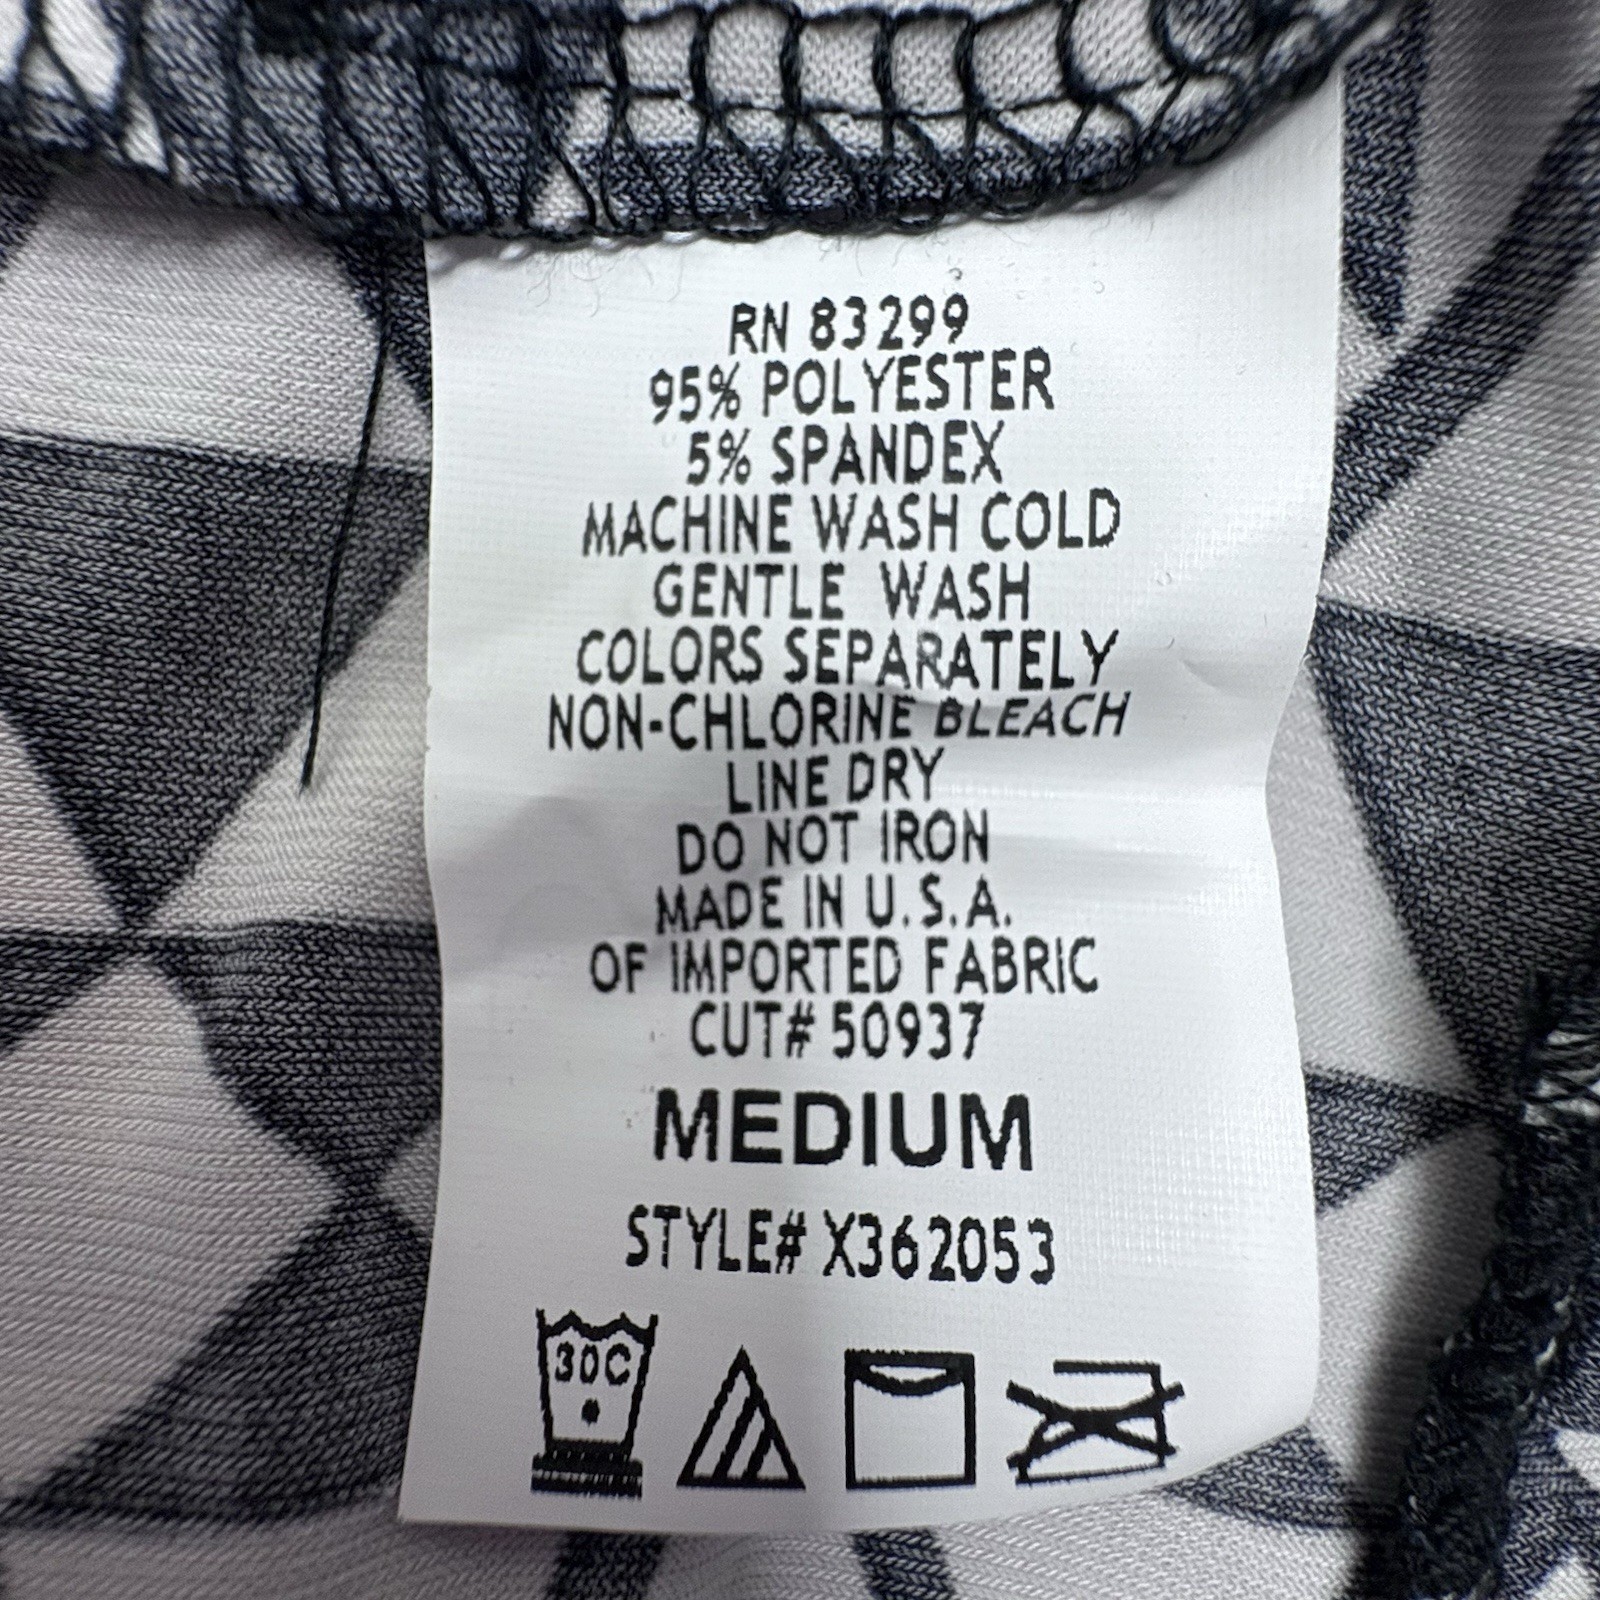 RN 83299
95% POLYESTER
5% SPANDEX
MACHINE WASH COLD
GENTLE WASH
COLORS SEPARATELY
NON-CHLORINE BLEACH
LINE DRY
DO NOT IRON
MADE IN U.S.A.
OF IMPORTED FABRIC
CUT# 50937
MEDIUM
STYLE# X362053
30C